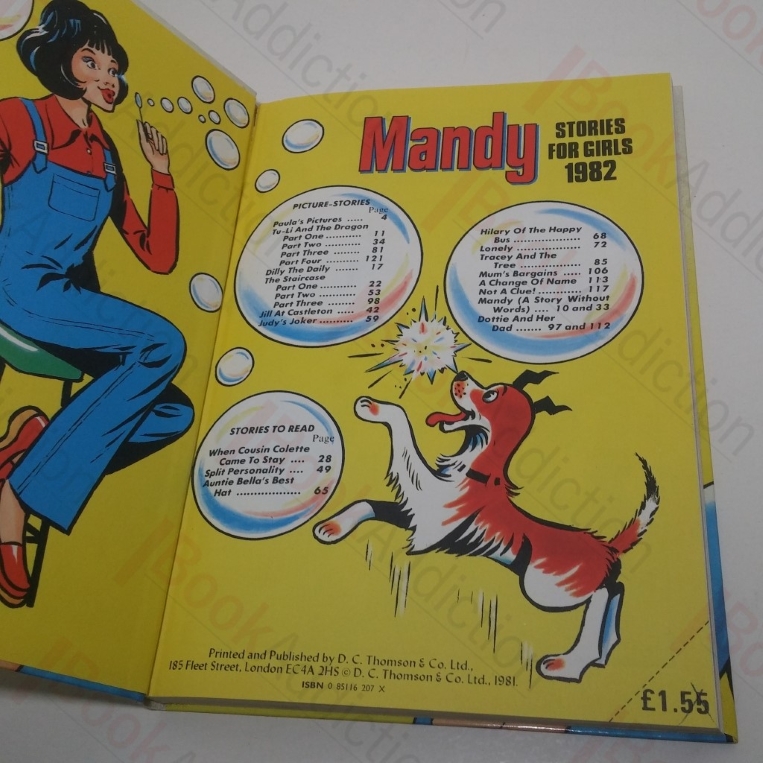 Mandy
STORIES
FOR GIRLS
1982
PICTURE-STORIES
Page
Paula's Pictures ..... 4
Tu-Li And The Dragon
Part One ........... 11
Part Two .......... 34
Part Three ........ 81
Part Four ......... 121
Dilly The Daily ....... 17
The Staircase
Part One ........... 22
Part Two ........... 53
Part Three ........ 98
Jill At Castleton ..... 42
Judy's Joker .......... 59
Hilary Of The Happy
Bus .................. 68
Lonely ................ 72
Tracey And The
Tree ................ 85
Mum's Bargains ..... 106
A Change Of Name 113
Not A Clue! ........... 117
Mandy (A Story Without
Words) .... 10 and 33
Dottie And Her
Dad ....... 97 and 112
STORIES TO READ
Page
When Cousin Colette
Came To Stay .... 28
Split Personality .... 49
Auntie Bella's Best
Hat .................. 65
Printed and Published by D. C. Thomson & Co. Ltd.,
185 Fleet Street, London EC4A 2HS © D. C. Thomson & Co. Ltd., 1981.
ISBN 0 85116 207 X
£1.55
BookAddiction